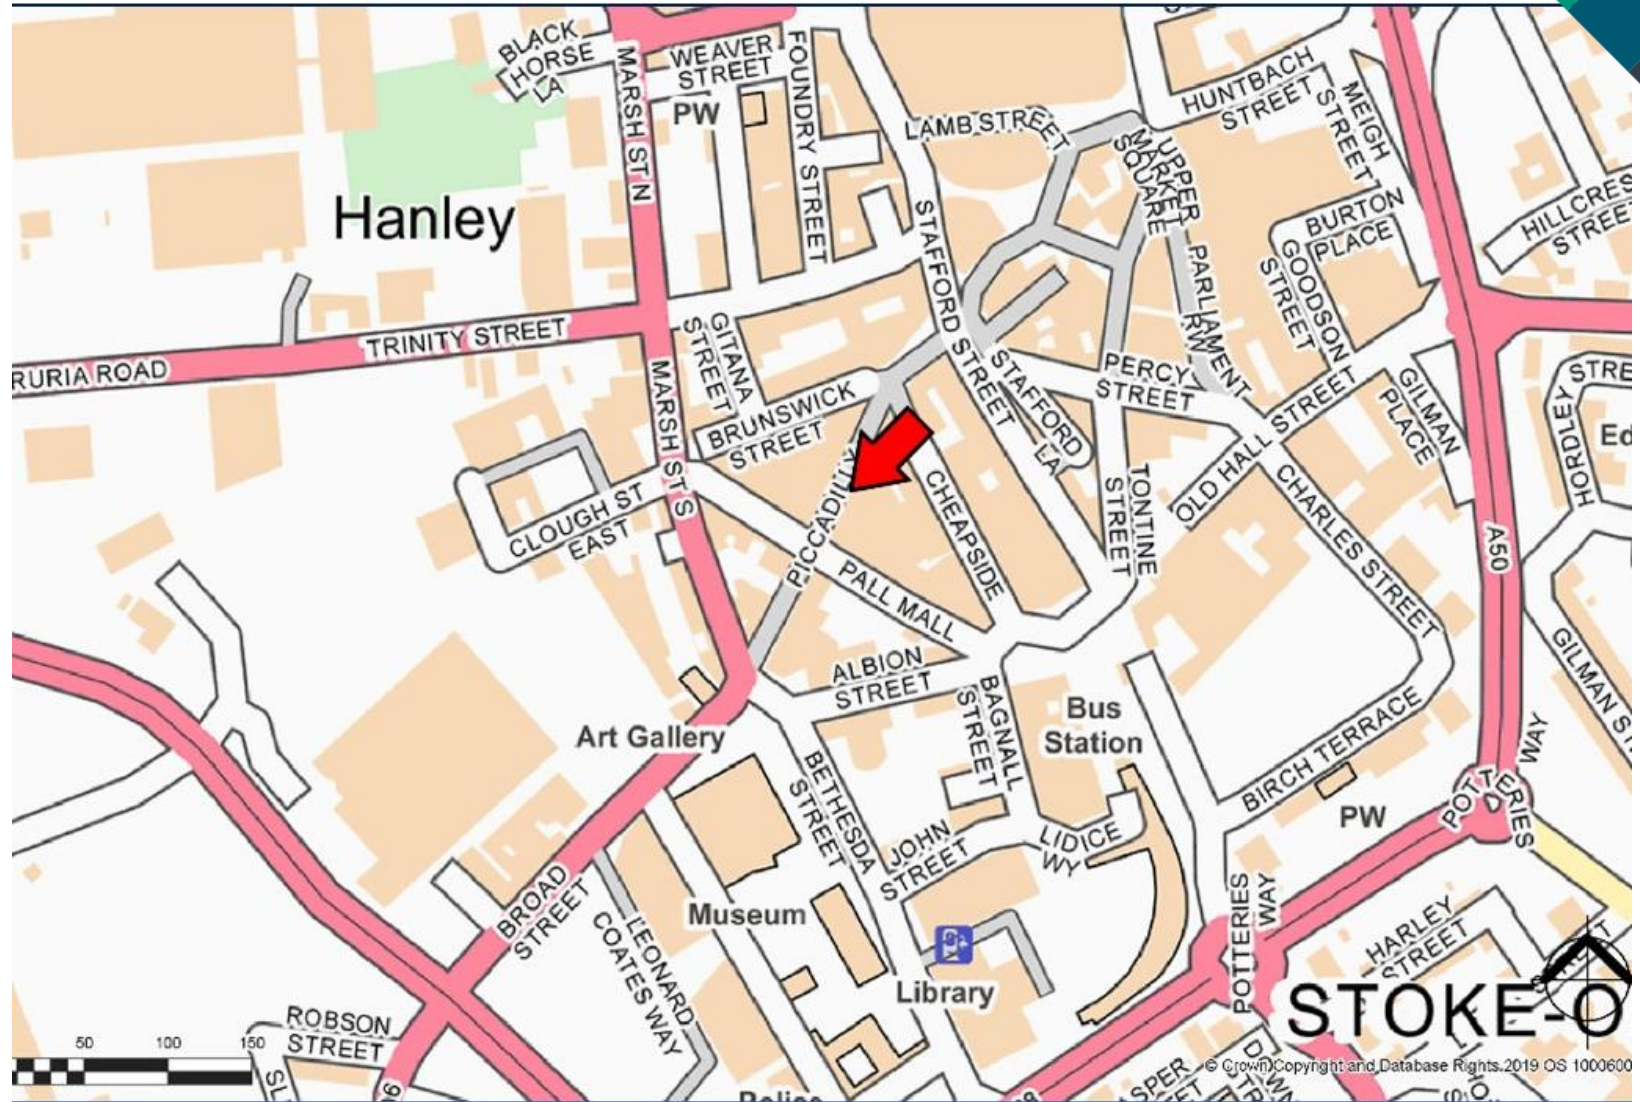 BLACK
HORSE
LA
MARSH ST N
WEAVER
STREET
PW
FOUNDRY STREET
LAMB STREET
HUNTBACH
STREET
MEIGH
STREET
UPPER
MARKET
SQUARE
Hanley
STAFFORD STREET
BURTON
PLACE
GOODSON
STREET
PARLIAMENT
RW
TRINITY STREET
RURIA ROAD
GITANA
STREET
MARSH ST S
BRUNSWICK
STREET
STAFFORD
LA
PERCY
STREET
OLD HALL STREET
GILMAN
PLACE
HORDLEY
STRE
Ed
CLOUGH ST
EAST
PICCADILLY
CHEAPSIDE
TONTINE
STREET
CHARLES STREET
A50
PALL MALL
ALBION
STREET
BAGNALL
STREET
Bus
Station
GILMAN S
Art Gallery
BETHESDA
STREET
BIRCH TERRACE
PW
POTTERIES
WAY
JOHN
STREET
LIDICE
WY
BROAD
STREET
Museum
LEONARD
COATES WAY
Library
POTTERIES
WAY
HARLEY
STREET
STOKE-O
ROBSON
STREET
50 100 150
© Crown Copyright and Database Rights 2019 OS 1000600